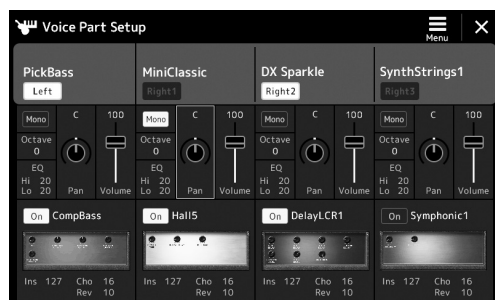 Voice Part Setup
Menu
PickBass
Left
MiniClassic
Right1
DX Sparkle
Right2
SynthStrings1
Right3
Mono
C
100
Octave
0
EQ
Hi 20
Lo 20
Pan
Volume
Mono
C
100
Octave
0
EQ
Hi 20
Lo 20
Pan
Volume
Mono
C
100
Octave
0
EQ
Hi 20
Lo 20
Pan
Volume
Mono
C
100
Octave
0
EQ
Hi 20
Lo 20
Pan
Volume
On CompBass
Ins 127 Cho 16
Rev 10
On Hall5
Ins 127 Cho 16
Rev 10
On DelayLCR1
Ins 127 Cho 16
Rev 10
On Symphonic1
Ins 127 Cho 16
Rev 10